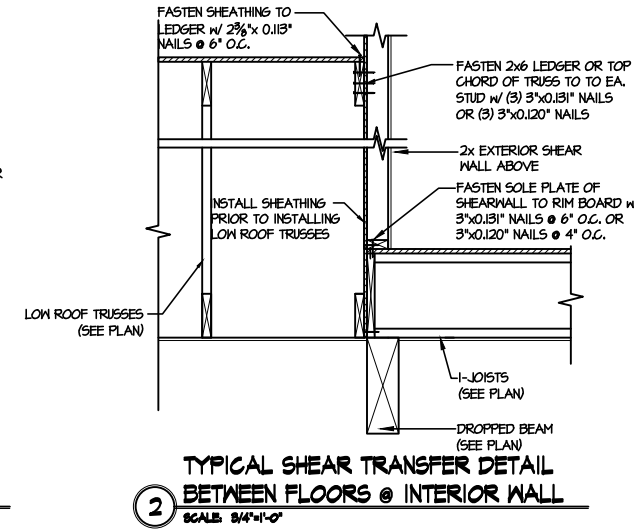 FASTEN SHEATHING TO
LEDGER W/ 2⅜"x 0.113"
NAILS @ 6" O.C.
FASTEN 2x6 LEDGER OR TOP
CHORD OF TRUSS TO TO EA.
STUD W/ (3) 3"x0.131" NAILS
OR (3) 3"x0.120" NAILS
2x EXTERIOR SHEAR
WALL ABOVE
FASTEN SOLE PLATE OF
SHEARWALL TO RIM BOARD W
3"x0.131" NAILS @ 6" O.C. OR
3"x0.120" NAILS @ 4" O.C.
INSTALL SHEATHING
PRIOR TO INSTALLING
LOW ROOF TRUSSES
LOW ROOF TRUSSES
(SEE PLAN)
I-JOISTS
(SEE PLAN)
DROPPED BEAM
(SEE PLAN)
2
TYPICAL SHEAR TRANSFER DETAIL
BETWEEN FLOORS @ INTERIOR WALL
SCALE: 3/4"=1'-0"